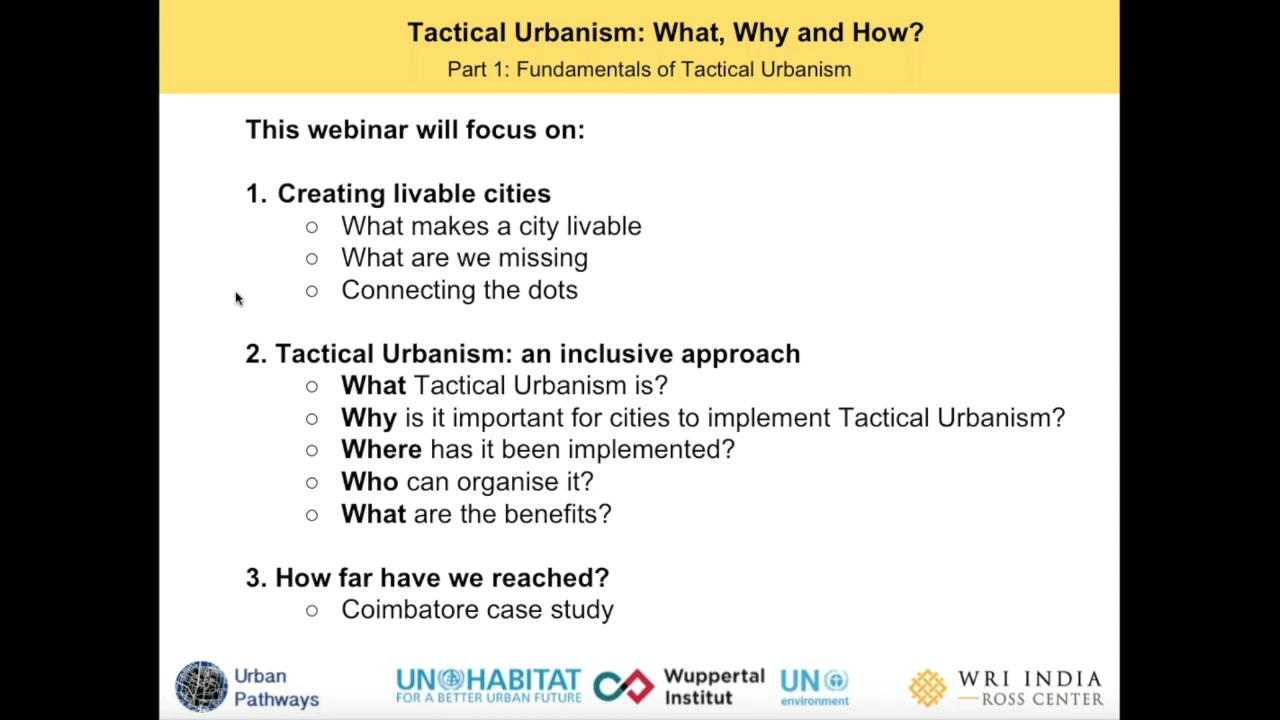 Tactical Urbanism: What, Why and How?
Part 1: Fundamentals of Tactical Urbanism
This webinar will focus on:
1. Creating livable cities
○ What makes a city livable
○ What are we missing
○ Connecting the dots
2. Tactical Urbanism: an inclusive approach
○ What Tactical Urbanism is?
○ Why is it important for cities to implement Tactical Urbanism?
○ Where has it been implemented?
○ Who can organise it?
○ What are the benefits?
3. How far have we reached?
○ Coimbatore case study
Urban
Pathways
UN HABITAT
FOR A BETTER URBAN FUTURE
Wuppertal
Institut
UN
environment
WRI INDIA
ROSS CENTER